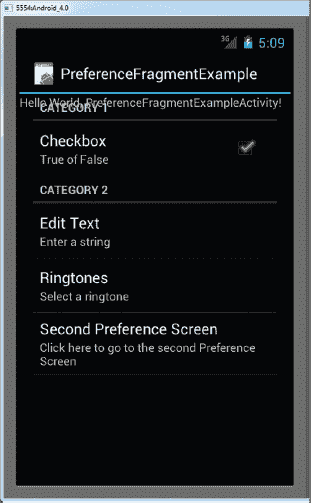 5554:Android_4.0
3G 5:09
PreferenceFragmentExample
Hello World, PreferenceFragmentExampleActivity!
CATEGORY 1
Checkbox
True of False
CATEGORY 2
Edit Text
Enter a string
Ringtones
Select a ringtone
Second Preference Screen
Click here to go to the second Preference
Screen